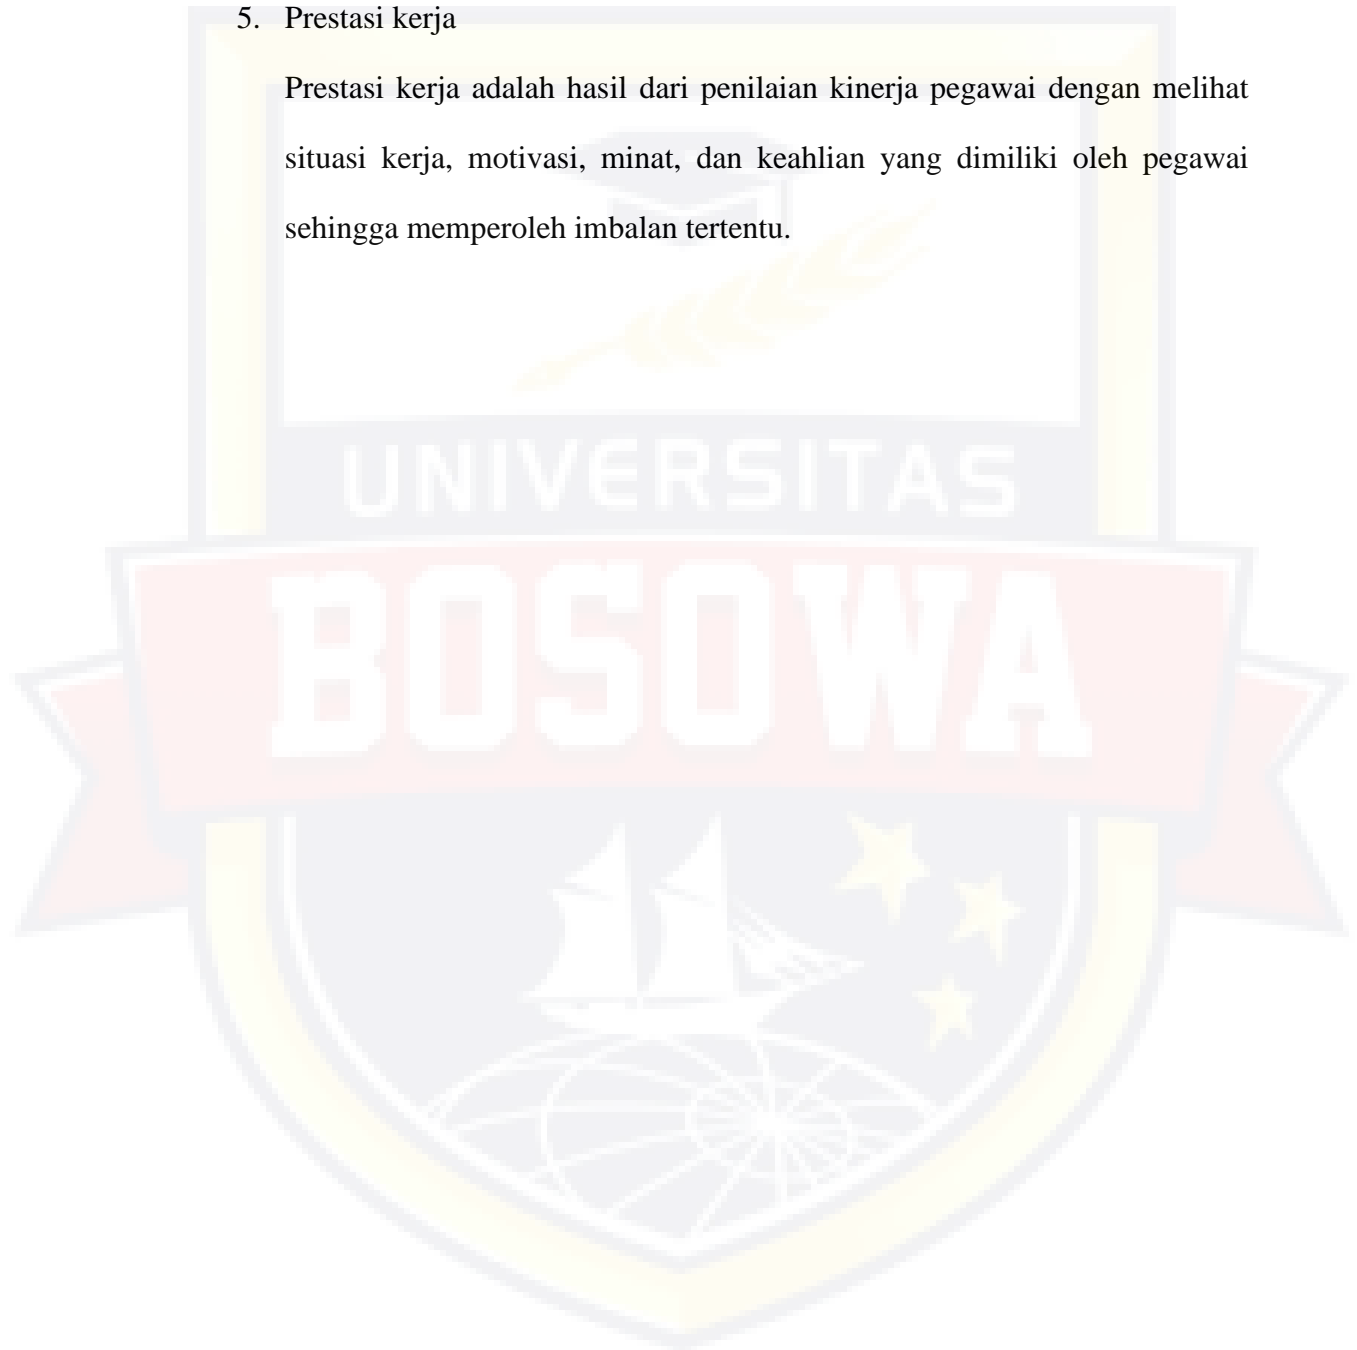 5. Prestasi kerja
Prestasi kerja adalah hasil dari penilaian kinerja pegawai dengan melihat
situasi kerja, motivasi, minat, dan keahlian yang dimiliki oleh pegawai
sehingga memperoleh imbalan tertentu.
UNIVERSITAS
BOSOWA